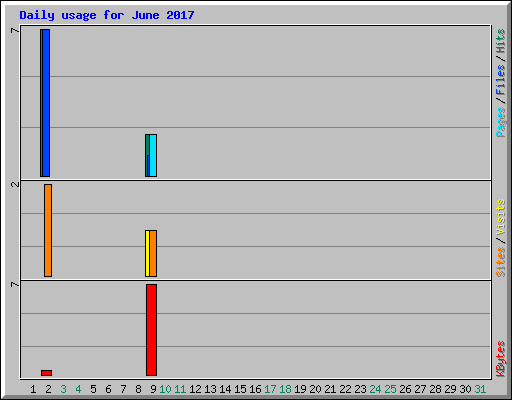 Daily usage for June 2017
7
Pages/Files/Hits
2
Sites/Visits
7
KBytes
1 2 3 4 5 6 7 8 9 10 11 12 13 14 15 16 17 18 19 20 21 22 23 24 25 26 27 28 29 30 31